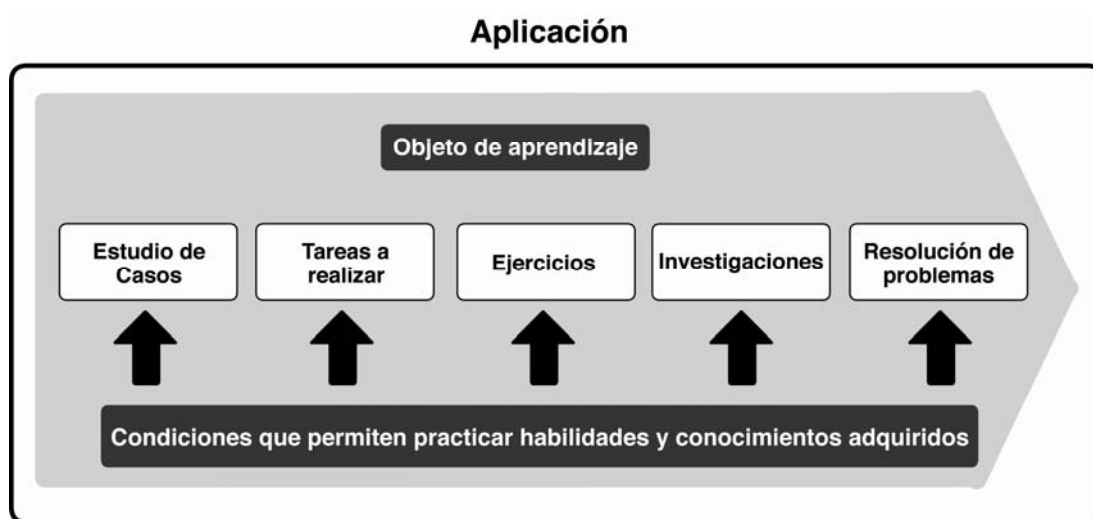 Aplicación
Objeto de aprendizaje
Estudio de
Casos
Tareas a
realizar
Ejercicios
Investigaciones
Resolución de
problemas
Condiciones que permiten practicar habilidades y conocimientos adquiridos